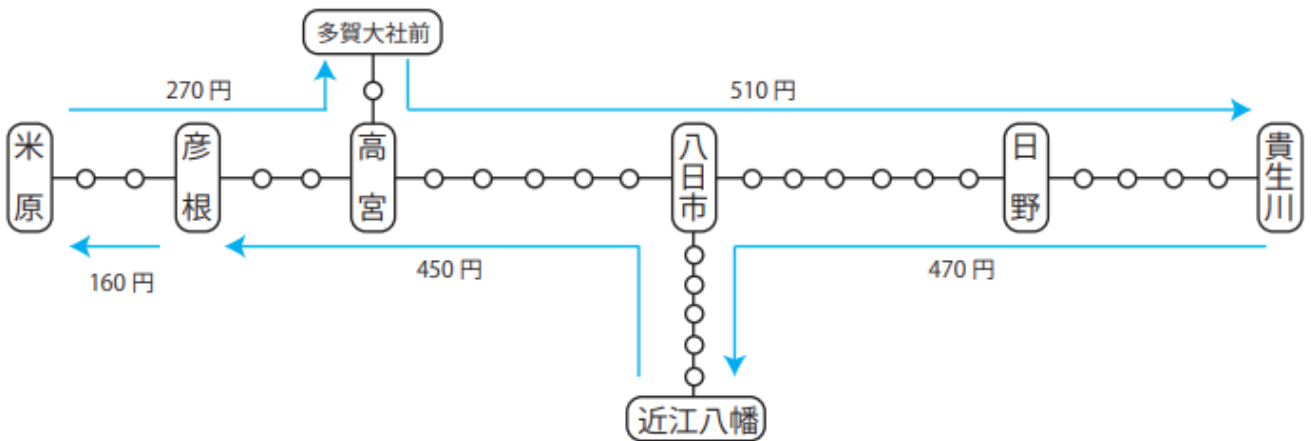 多賀大社前
270 円
510 円
米原
彦根
高宮
八日市
日野
貴生川
160 円
450 円
470 円
近江八幡